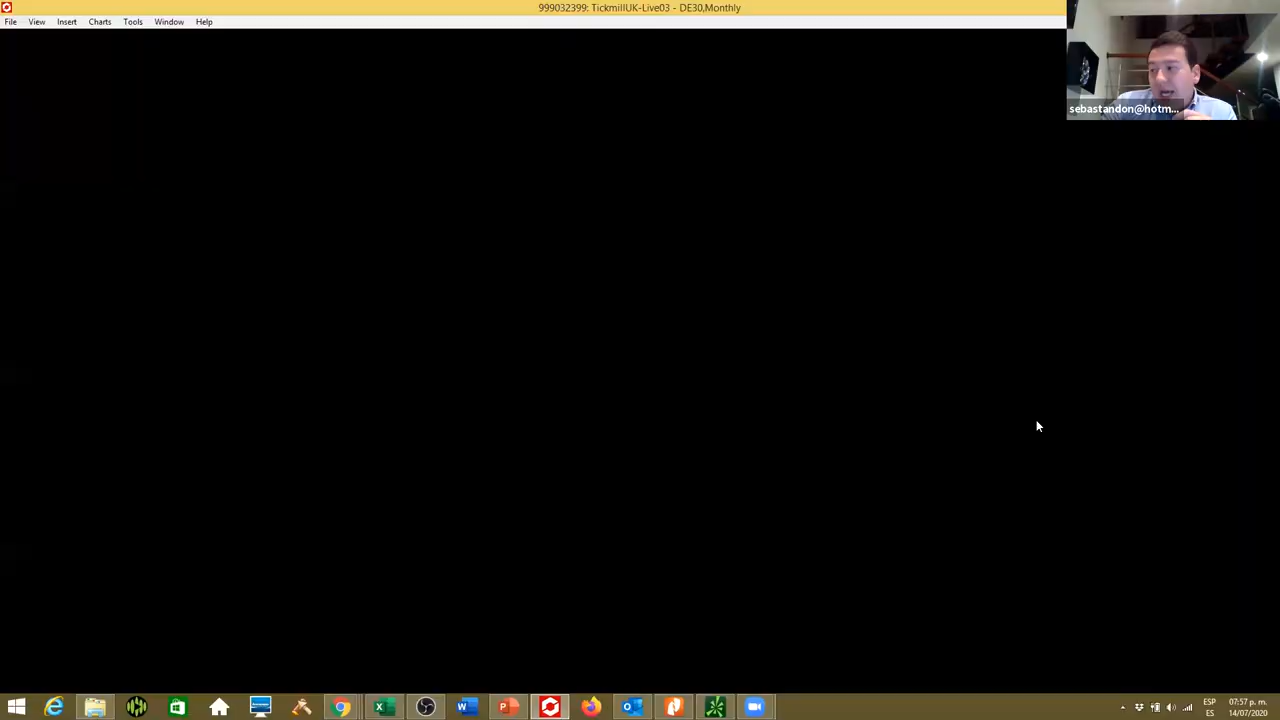 999032399: TickmillUK-Live03 - DE30,Monthly
File View Insert Charts Tools Window Help
sebastandon@hotm...
ESP 07:57 p. m.
ES 14/07/2020